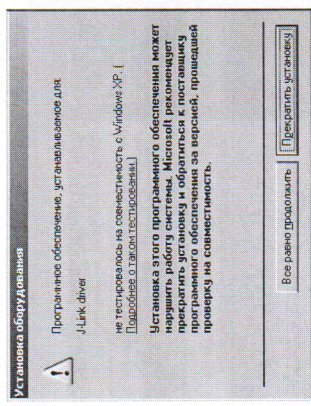 Установка оборудования
Программное обеспечение, устанавливаемое для:
J-Link driver
не тестировалось на совместимость с Windows XP. (
Подробнее о таком тестировании.)
Установка этого программного обеспечения может
нарушить работу системы. Microsoft рекомендует
прекратить установку и обратиться к поставщику
программного обеспечения за версией, прошедшей
проверку на совместимость.
Все равно продолжить
Прекратить установку